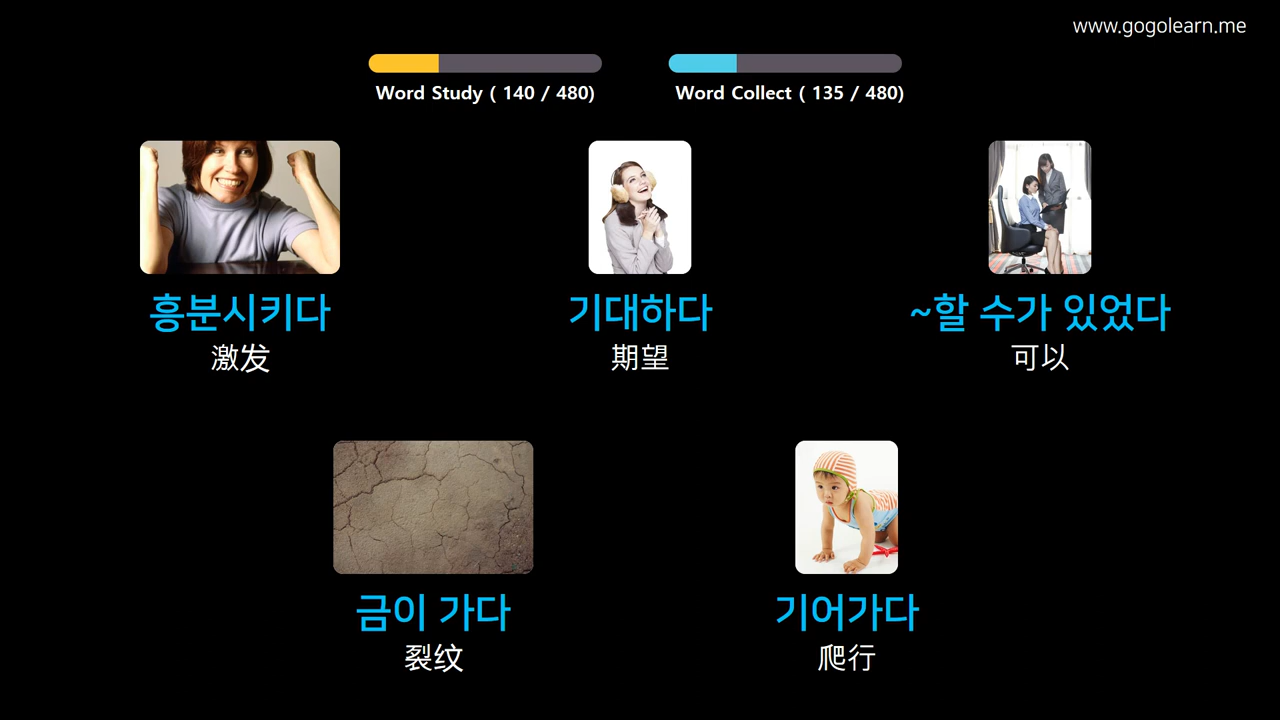 www.gogolearn.me
Word Study ( 140 / 480)
Word Collect ( 135 / 480)
흥분시키다
激发
기대하다
期望
~할 수가 있었다
可以
금이 가다
裂纹
기어가다
爬行